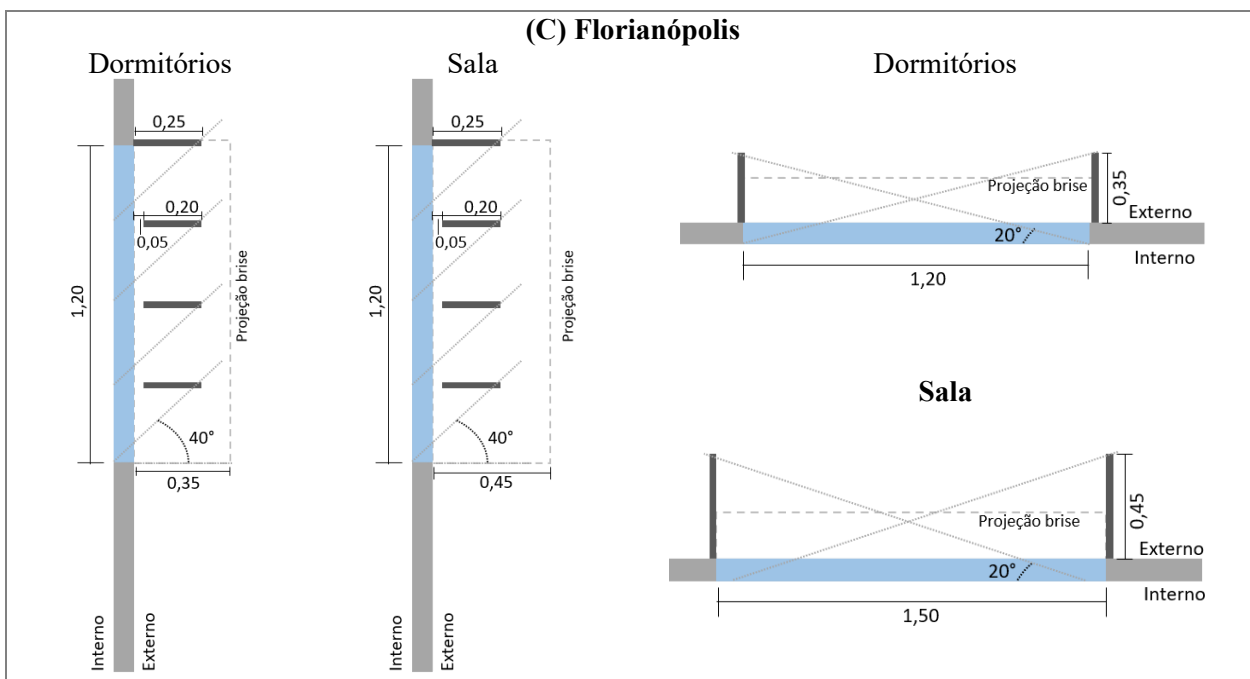 (C) Florianópolis
Dormitórios
0,25
1,20
0,20
0,05
Projeção brise
40°
0,35
Interno
Externo
Sala
0,25
1,20
0,20
0,05
Projeção brise
40°
0,45
Interno
Externo
Dormitórios
Projeção brise
0,35
Externo
20°
Interno
1,20
Sala
Projeção brise
0,45
Externo
20°
Interno
1,50